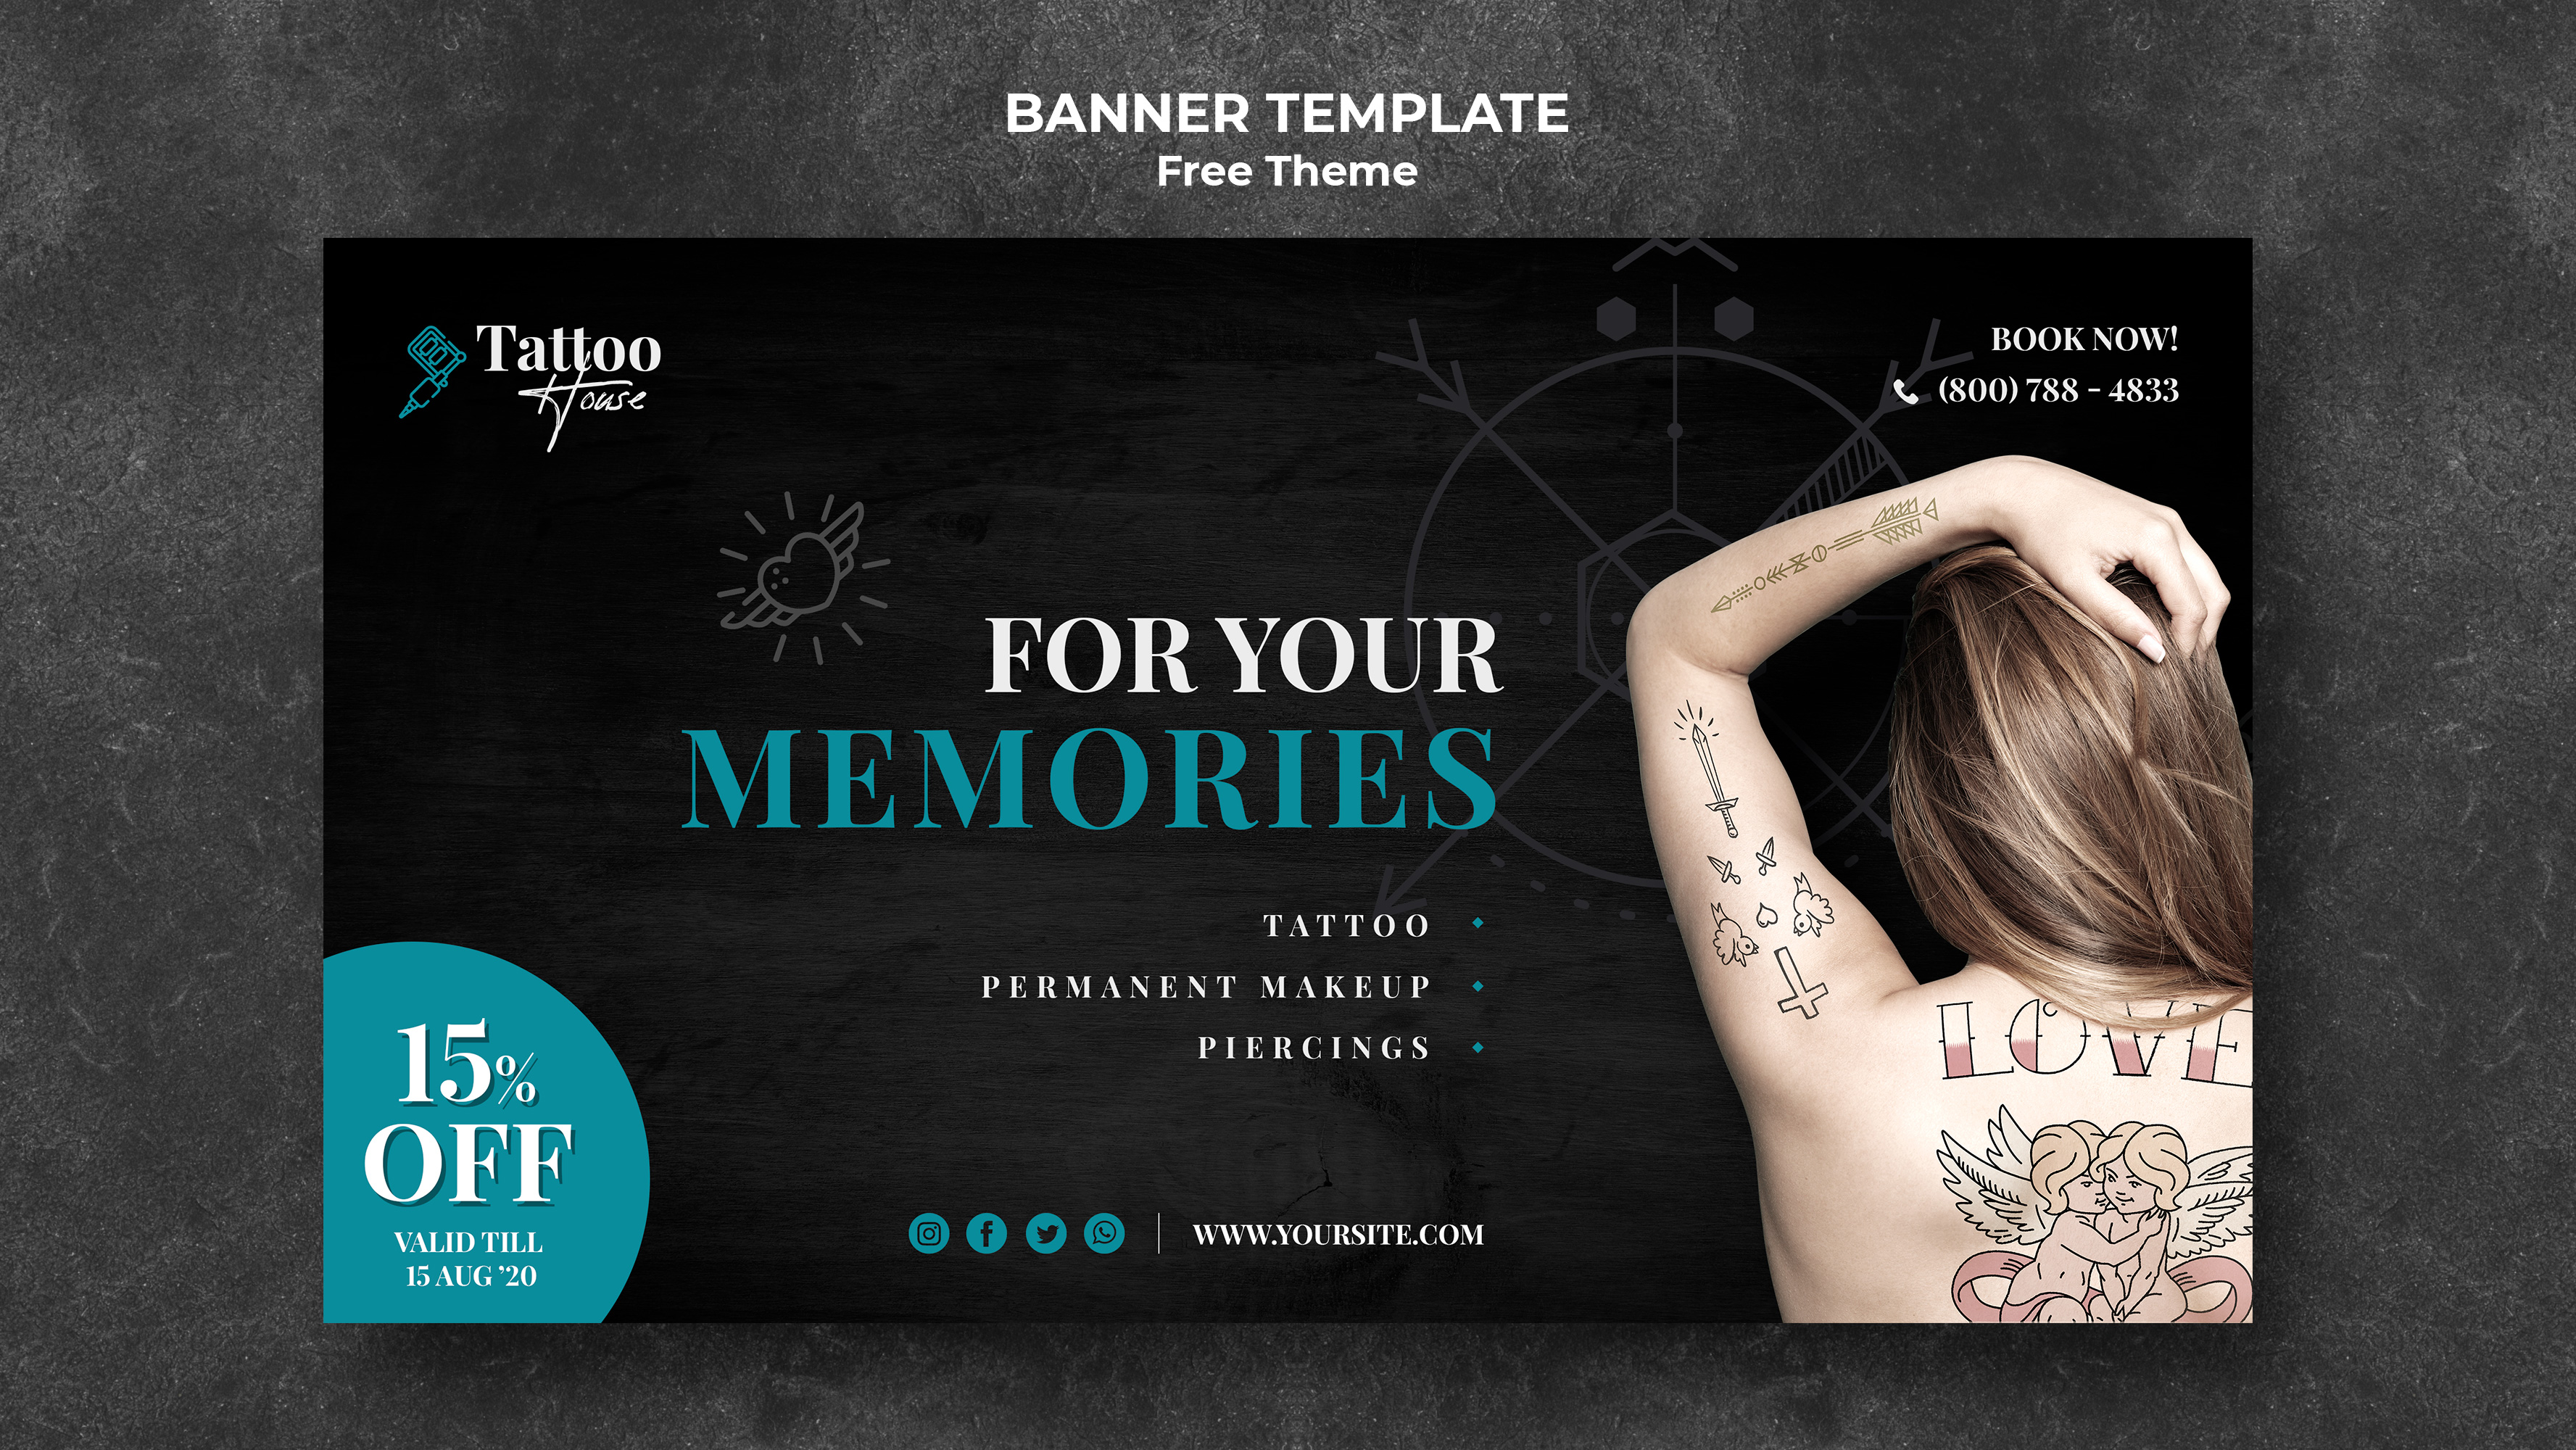 BANNER TEMPLATE
Free Theme
Tattoo
House
BOOK NOW!
(800) 788 - 4833
FOR YOUR
MEMORIES
TATTOO
PERMANENT MAKEUP
PIERCINGS
LOVE
15%
OFF
VALID TILL
15 AUG '20
WWW.YOURSITE.COM